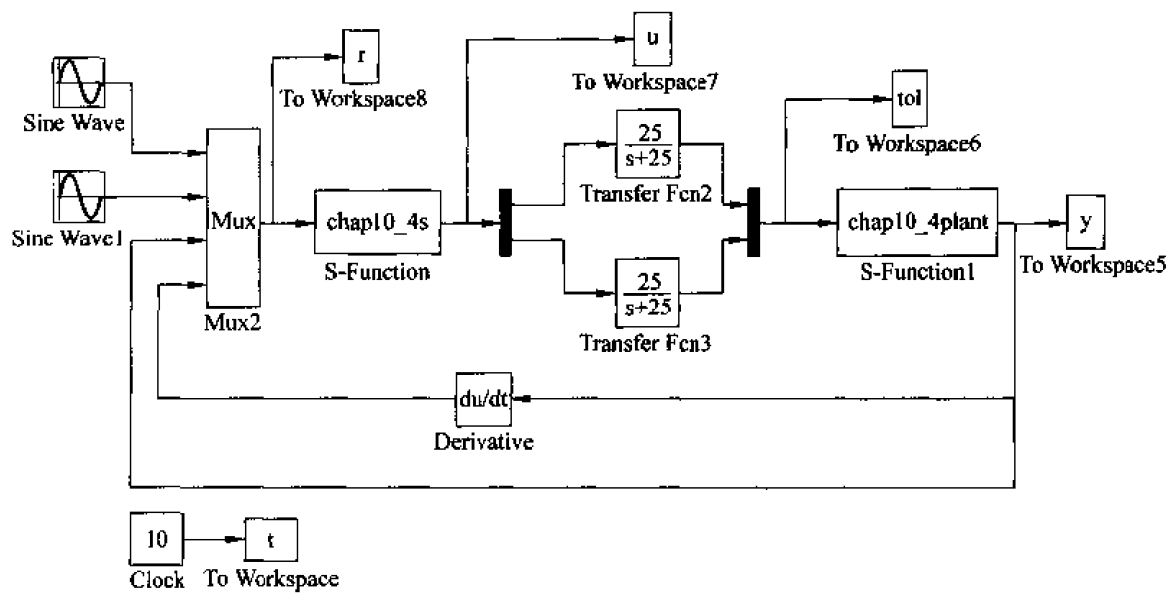 r
To Workspace8
u
To Workspace7
tol
To Workspace6
Sine Wave
Sine Wave1
Mux
Mux2
chap10_4s
S-Function
25
s+25
Transfer Fcn2
25
s+25
Transfer Fcn3
chap10_4plant
S-Function1
y
To Workspace5
du/dt
Derivative
10
Clock
t
To Workspace